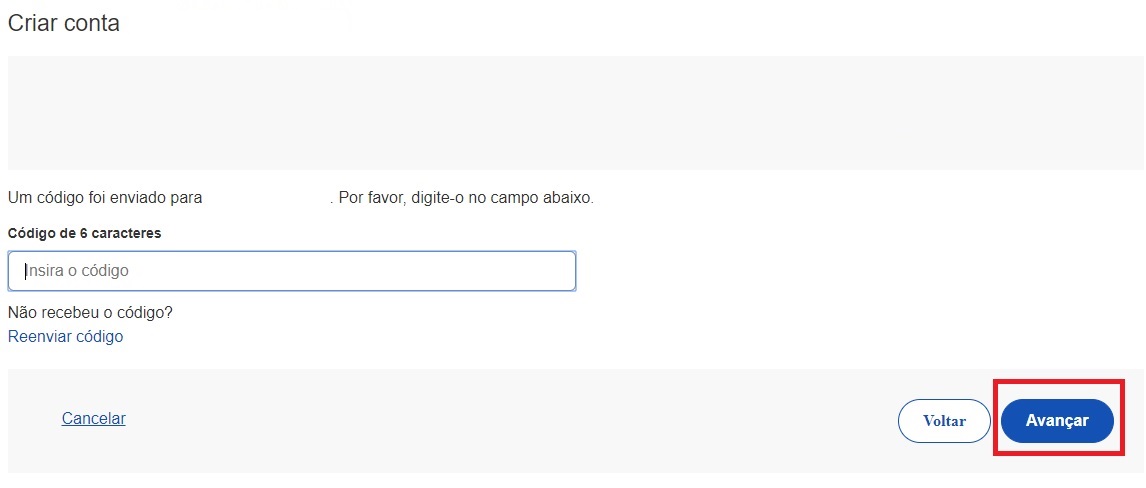 Criar conta
Um código foi enviado para . Por favor, digite-o no campo abaixo.
Código de 6 caracteres
Insira o código
Não recebeu o código?
Reenviar código
Cancelar
Voltar
Avançar